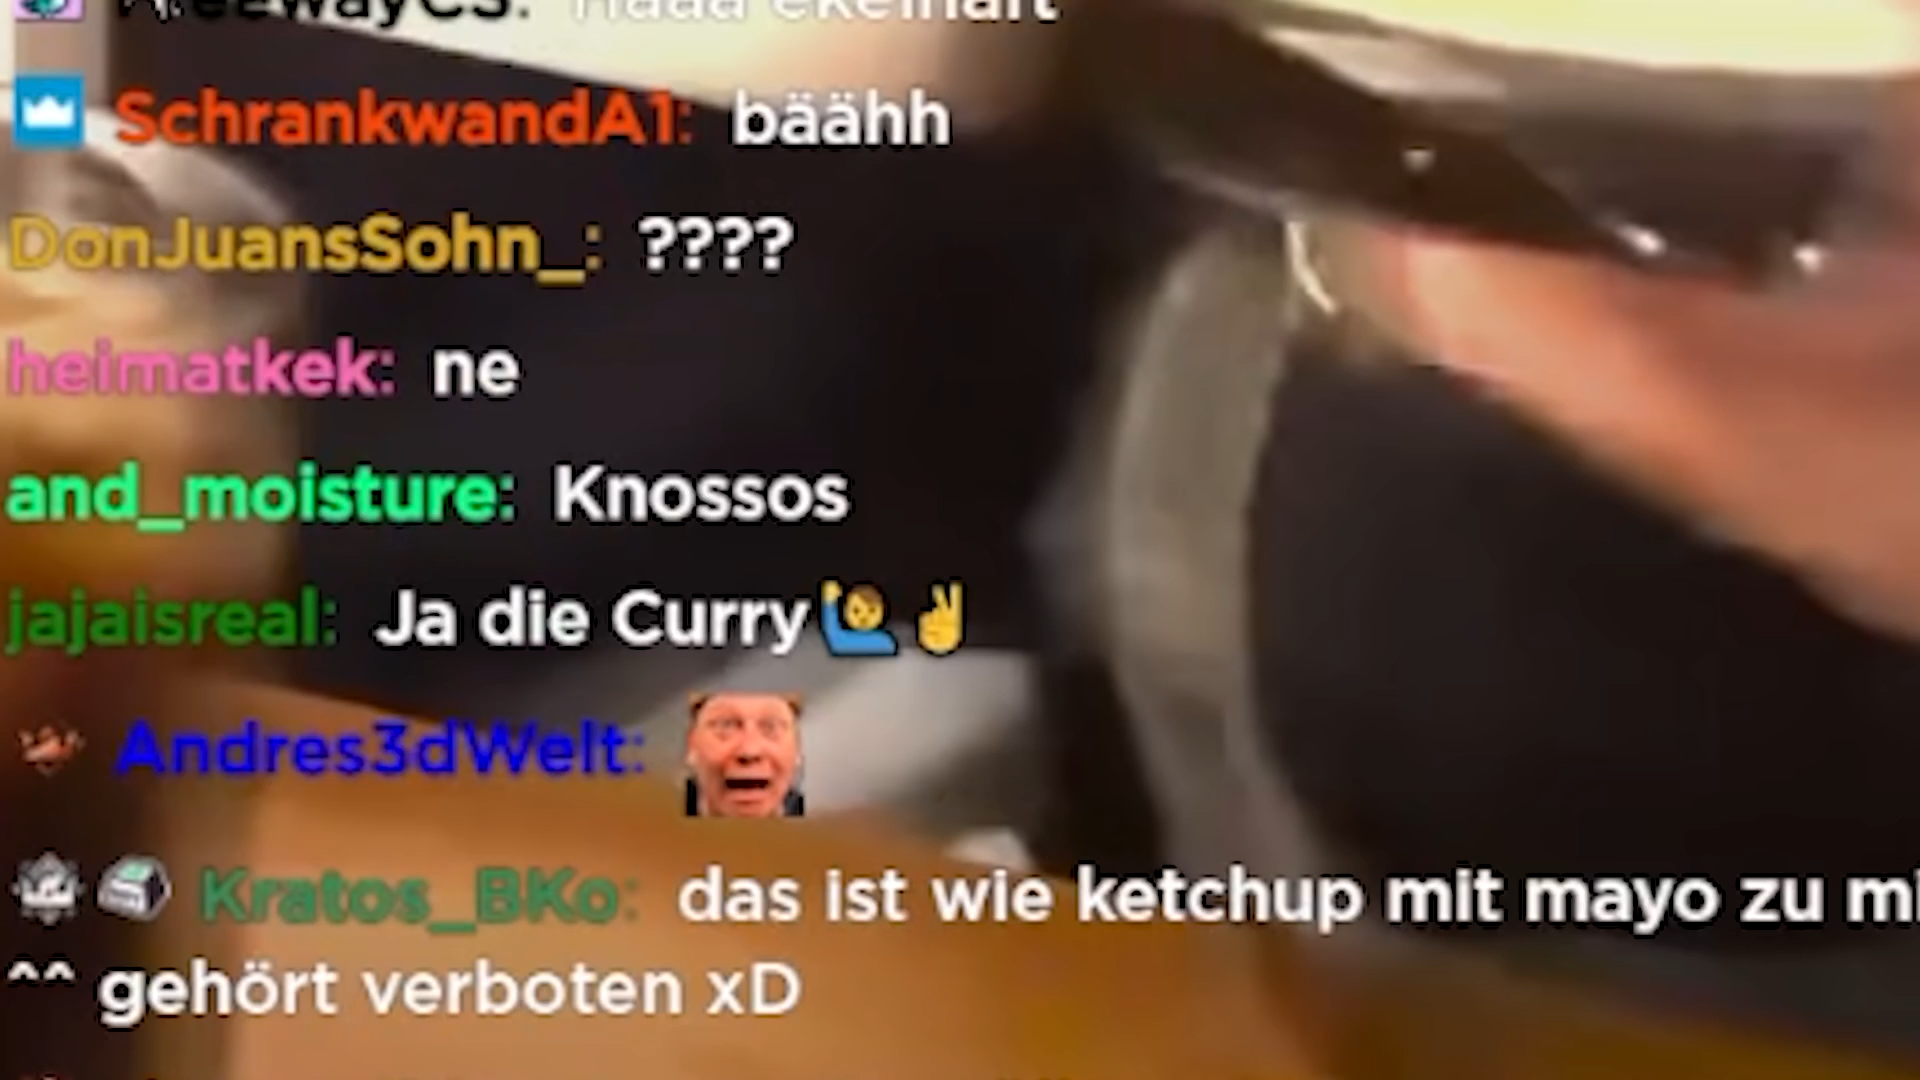 SchrankwandA1: bäähh
DonJuansSohn_: ????
heimatkek: ne
and_moisture: Knossos
jajaisreal: Ja die Curry🙋‍♂️✌️
Andres3dWelt:
Kratos_BKo: das ist wie ketchup mit mayo zu
^^ gehört verboten xD